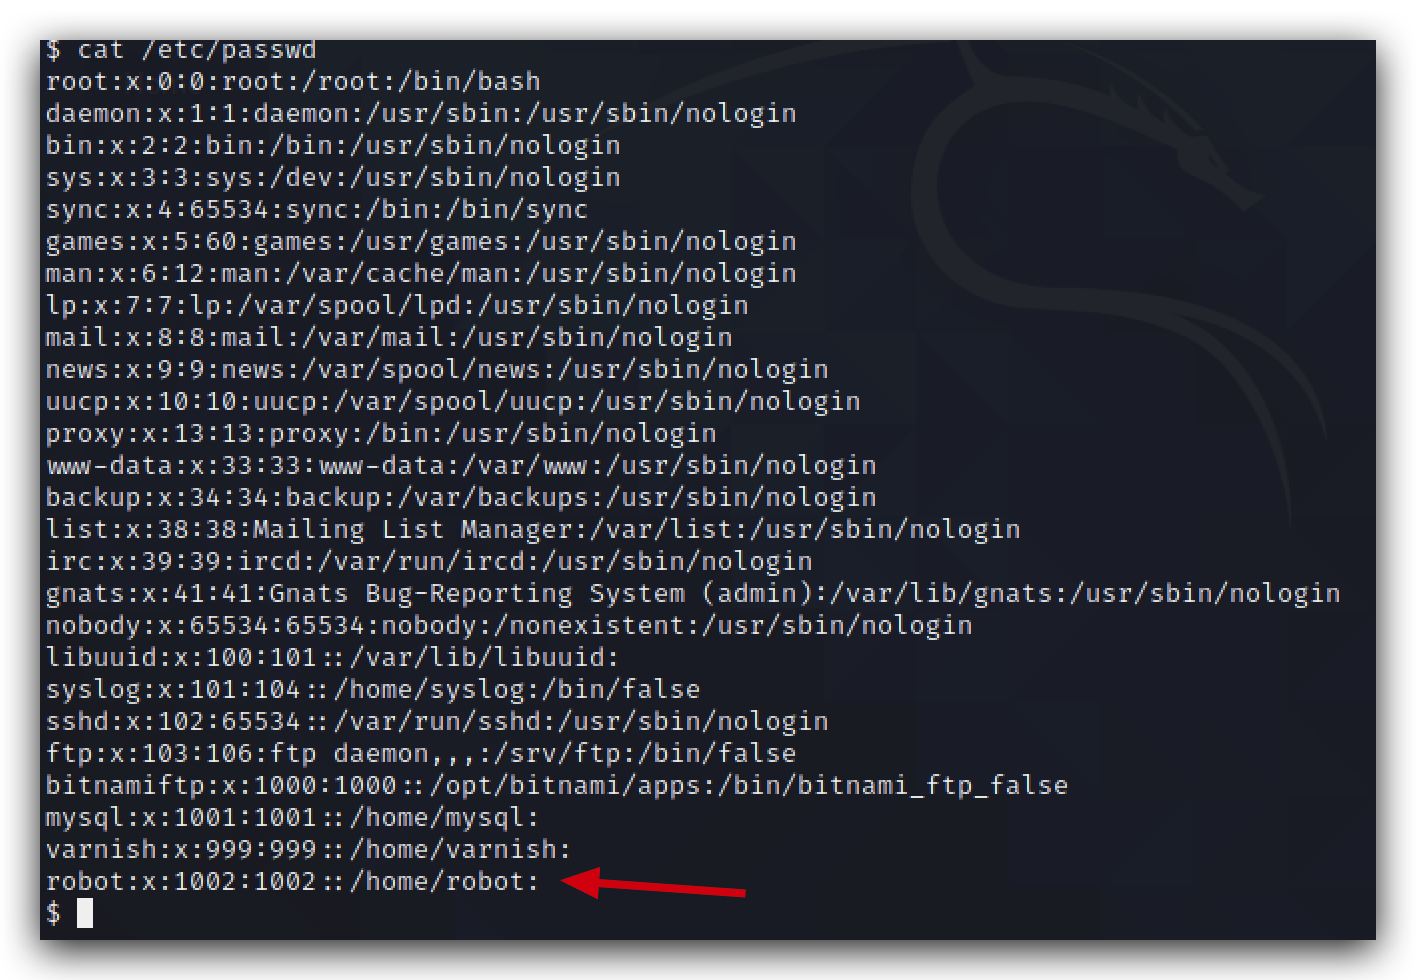 $ cat /etc/passwd
root:x:0:0:root:/root:/bin/bash
daemon:x:1:1:daemon:/usr/sbin:/usr/sbin/nologin
bin:x:2:2:bin:/bin:/usr/sbin/nologin
sys:x:3:3:sys:/dev:/usr/sbin/nologin
sync:x:4:65534:sync:/bin:/bin/sync
games:x:5:60:games:/usr/games:/usr/sbin/nologin
man:x:6:12:man:/var/cache/man:/usr/sbin/nologin
lp:x:7:7:lp:/var/spool/lpd:/usr/sbin/nologin
mail:x:8:8:mail:/var/mail:/usr/sbin/nologin
news:x:9:9:news:/var/spool/news:/usr/sbin/nologin
uucp:x:10:10:uucp:/var/spool/uucp:/usr/sbin/nologin
proxy:x:13:13:proxy:/bin:/usr/sbin/nologin
www-data:x:33:33:www-data:/var/www:/usr/sbin/nologin
backup:x:34:34:backup:/var/backups:/usr/sbin/nologin
list:x:38:38:Mailing List Manager:/var/list:/usr/sbin/nologin
irc:x:39:39:ircd:/var/run/ircd:/usr/sbin/nologin
gnats:x:41:41:Gnats Bug-Reporting System (admin):/var/lib/gnats:/usr/sbin/nologin
nobody:x:65534:65534:nobody:/nonexistent:/usr/sbin/nologin
libuuid:x:100:101::/var/lib/libuuid:
syslog:x:101:104::/home/syslog:/bin/false
sshd:x:102:65534::/var/run/sshd:/usr/sbin/nologin
ftp:x:103:106:ftp daemon,,,:/srv/ftp:/bin/false
bitnamiftp:x:1000:1000::/opt/bitnami/apps:/bin/bitnami_ftp_false
mysql:x:1001:1001::/home/mysql:
varnish:x:999:999::/home/varnish:
robot:x:1002:1002::/home/robot:
$